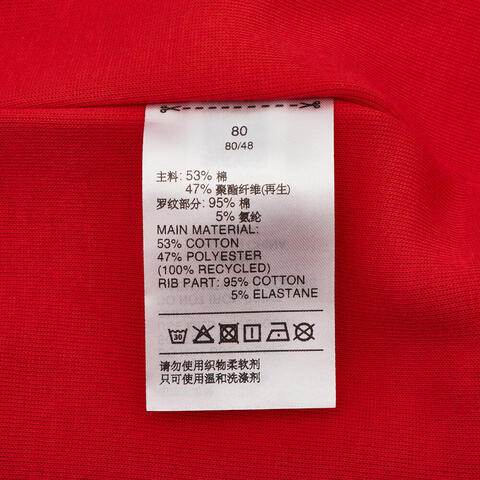 80
80/48
主料: 53% 棉
47% 聚酯纤维(再生)
罗纹部分: 95% 棉
5% 氨纶
MAIN MATERIAL:
53% COTTON
47% POLYESTER
(100% RECYCLED)
RIB PART: 95% COTTON
5% ELASTANE
30
请勿使用织物柔软剂
只可使用温和洗涤剂